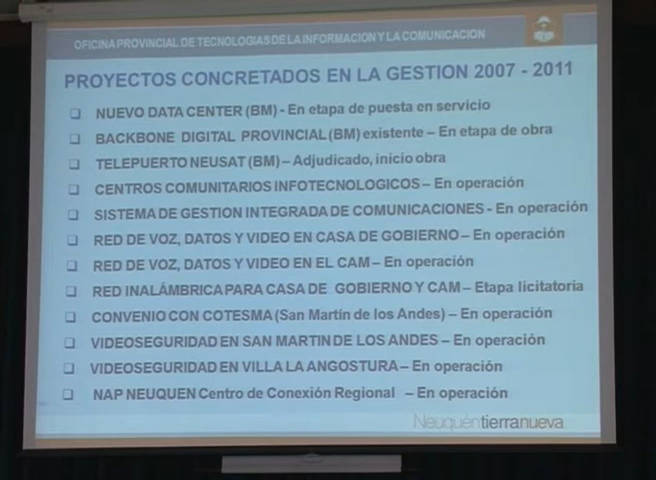 OFICINA PROVINCIAL DE TECNOLOGIAS DE LA INFORMACION Y LA COMUNICACION
PROYECTOS CONCRETADOS EN LA GESTION 2007 - 2011
❑ NUEVO DATA CENTER (BM) - En etapa de puesta en servicio
❑ BACKBONE DIGITAL PROVINCIAL (BM) existente – En etapa de obra
❑ TELEPUERTO NEUSAT (BM) – Adjudicado, inicio obra
❑ CENTROS COMUNITARIOS INFOTECNOLOGICOS – En operación
❑ SISTEMA DE GESTION INTEGRADA DE COMUNICACIONES - En operación
❑ RED DE VOZ, DATOS Y VIDEO EN CASA DE GOBIERNO – En operación
❑ RED DE VOZ, DATOS Y VIDEO EN EL CAM – En operación
❑ RED INALÁMBRICA PARA CASA DE GOBIERNO Y CAM – Etapa licitatoria
❑ CONVENIO CON COTESMA (San Martín de los Andes) – En operación
❑ VIDEOSEGURIDAD EN SAN MARTIN DE LOS ANDES – En operación
❑ VIDEOSEGURIDAD EN VILLA LA ANGOSTURA – En operación
❑ NAP NEUQUEN Centro de Conexión Regional – En operación
Neuquéntierranueva